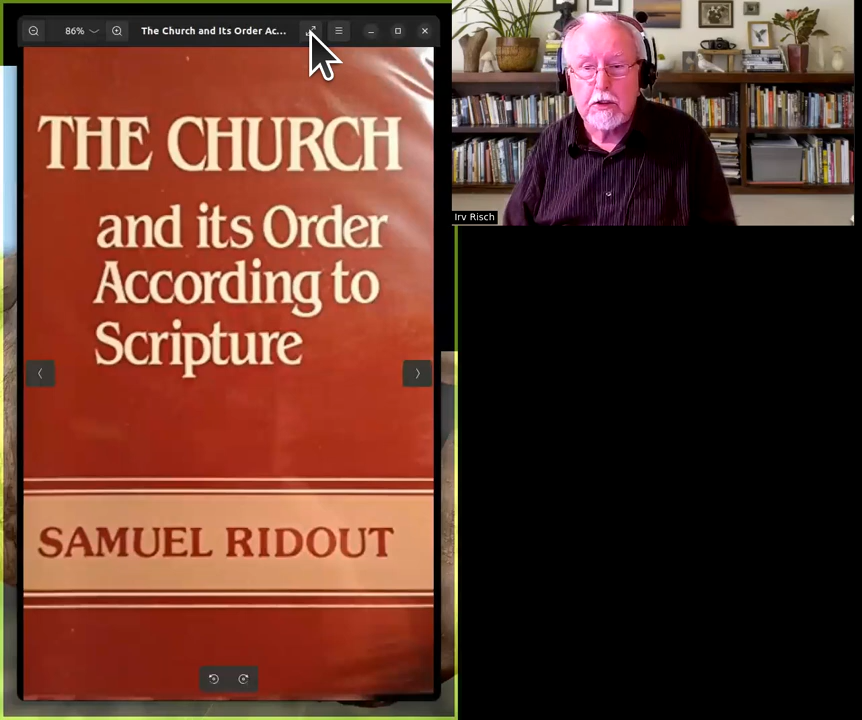 86%
The Church and Its Order Ac...
THE CHURCH
and its Order
According to
Scripture
SAMUEL RIDOUT
Irv Risch